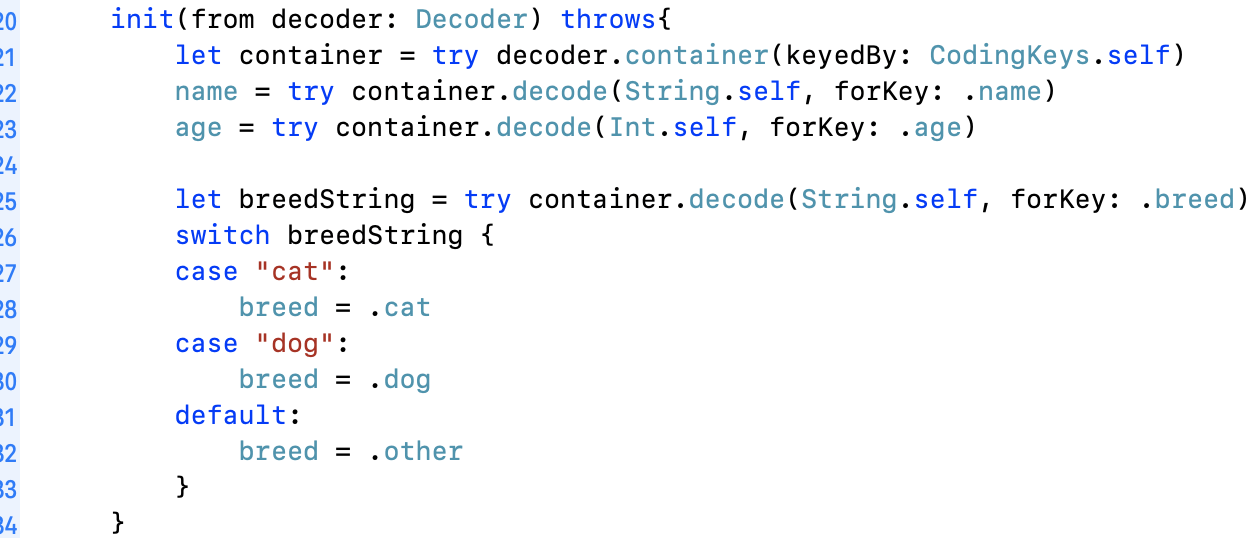 20 init(from decoder: Decoder) throws{
21 let container = try decoder.container(keyedBy: CodingKeys.self)
22 name = try container.decode(String.self, forKey: .name)
23 age = try container.decode(Int.self, forKey: .age)
24
25 let breedString = try container.decode(String.self, forKey: .breed)
26 switch breedString {
27 case "cat":
28 breed = .cat
29 case "dog":
30 breed = .dog
31 default:
32 breed = .other
33 }
34 }